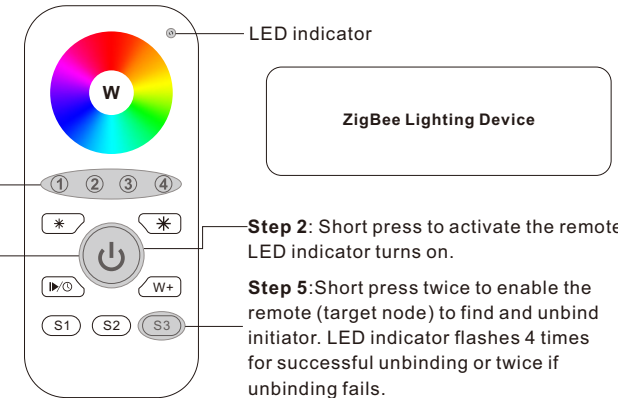 LED indicator
W
ZigBee Lighting Device
1 2 3 4
Step 2: Short press to activate the remote
LED indicator turns on.
W+
Step 5:Short press twice to enable the
remote (target node) to find and unbind
initiator. LED indicator flashes 4 times
for successful unbinding or twice if
unbinding fails.
S1 S2 S3